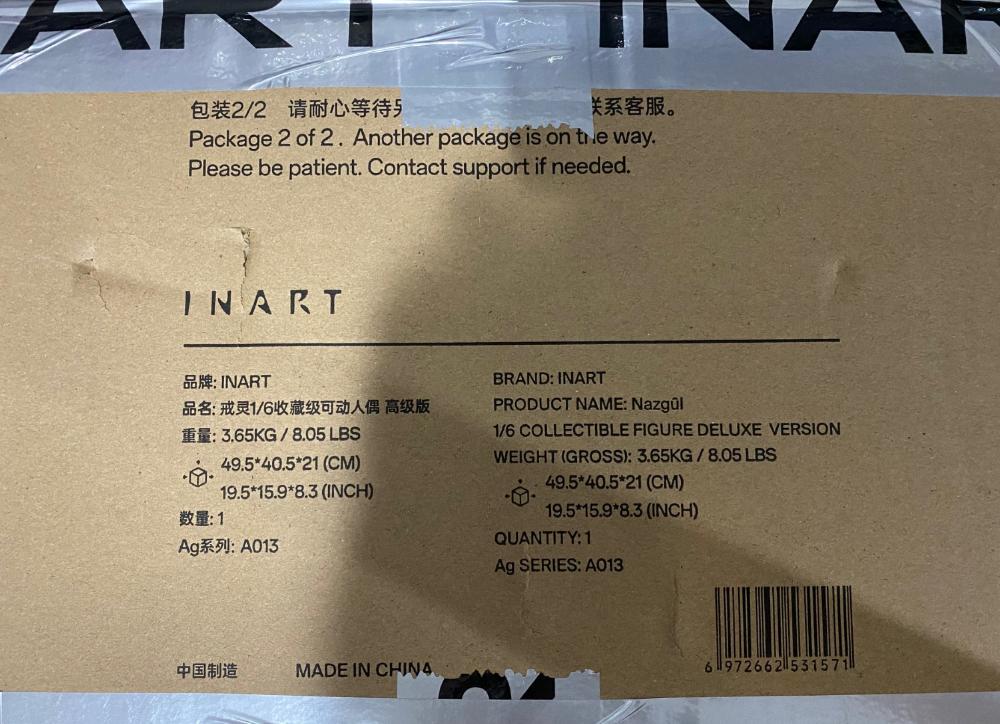 INART INAR
包装2/2 请耐心等待 联系客服。
Package 2 of 2. Another package is on the way.
Please be patient. Contact support if needed.
INART
品牌: INART
品名: 戒灵1/6收藏级可动人偶 高级版
重量: 3.65KG / 8.05 LBS
49.5*40.5*21 (CM)
19.5*15.9*8.3 (INCH)
数量: 1
Ag系列: A013
BRAND: INART
PRODUCT NAME: Nazgûl
1/6 COLLECTIBLE FIGURE DELUXE VERSION
WEIGHT (GROSS): 3.65KG / 8.05 LBS
49.5*40.5*21 (CM)
19.5*15.9*8.3 (INCH)
QUANTITY: 1
Ag SERIES: A013
6 972662 531571
中国制造 MADE IN CHINA